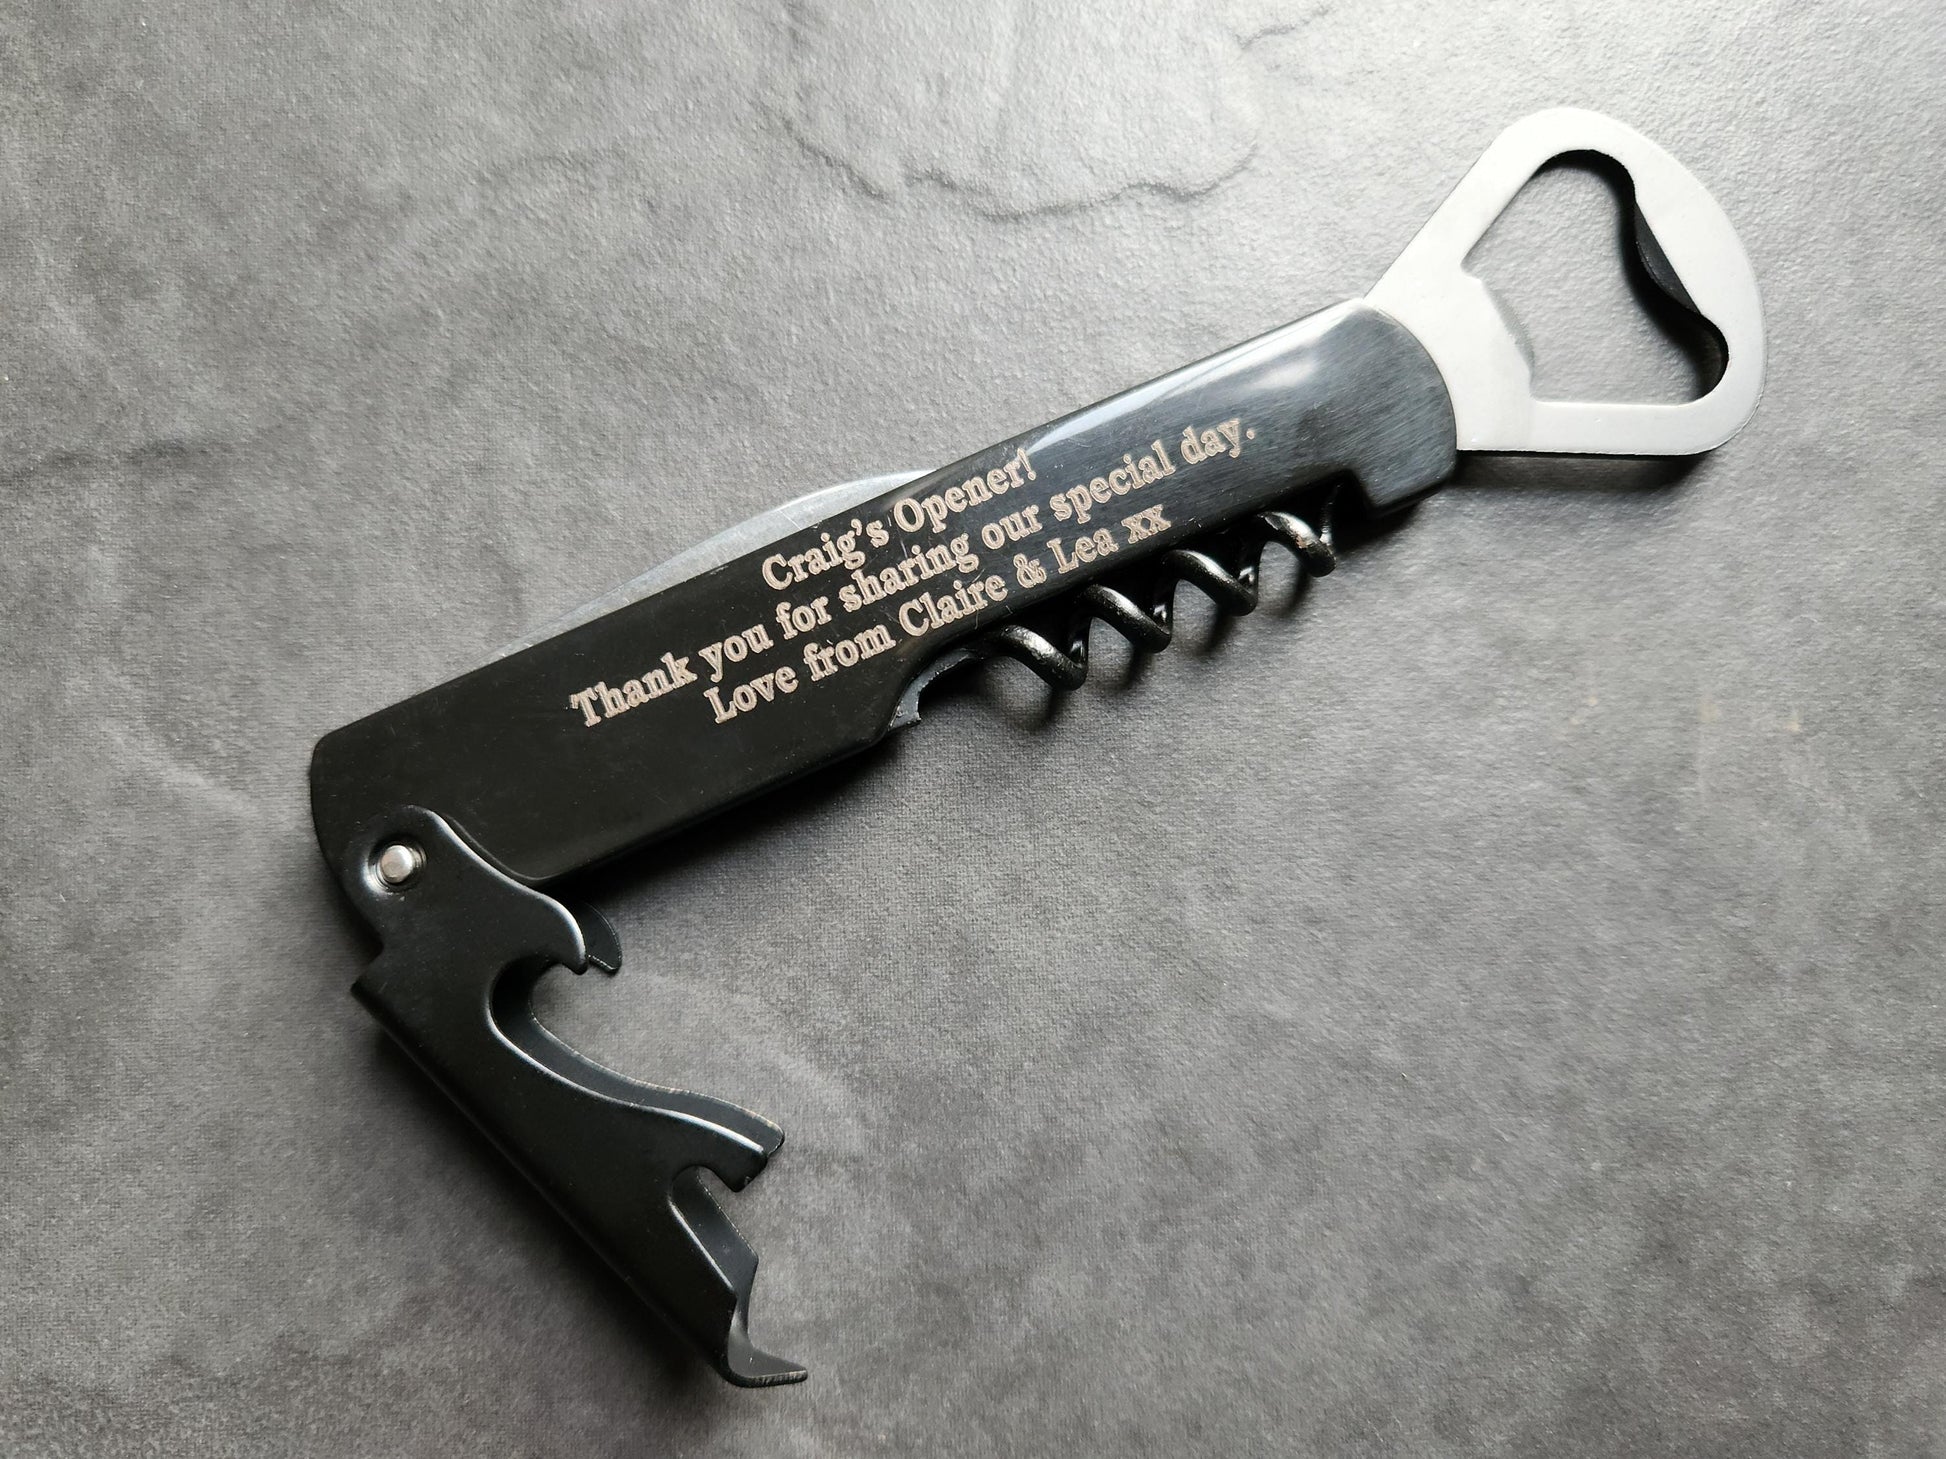 Craig's Opener!
Thank you for sharing our special day.
Love from Claire & Lea xx